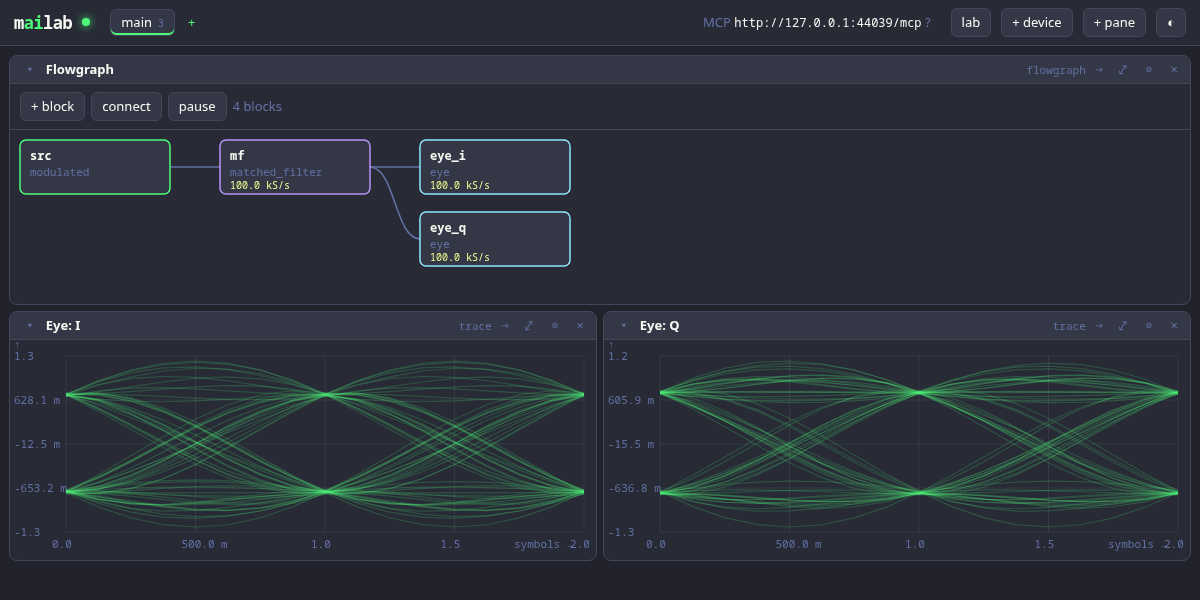 mailab
main 3 +
MCP http://127.0.0.1:44039/mcp ?
lab
+ device
+ pane
Flowgraph
flowgraph →
+ block
connect
pause
4 blocks
src
modulated
mf
matched_filter
100.0 kS/s
eye_i
eye
100.0 kS/s
eye_q
eye
100.0 kS/s
Eye: I
trace →
↑
1.3
628.1 m
-12.5 m
-653.2 m
-1.3
0.0 500.0 m 1.0 1.5 symbols 2.0
Eye: Q
trace →
↑
1.2
605.9 m
-15.5 m
-636.8 m
-1.3
0.0 500.0 m 1.0 1.5 symbols 2.0